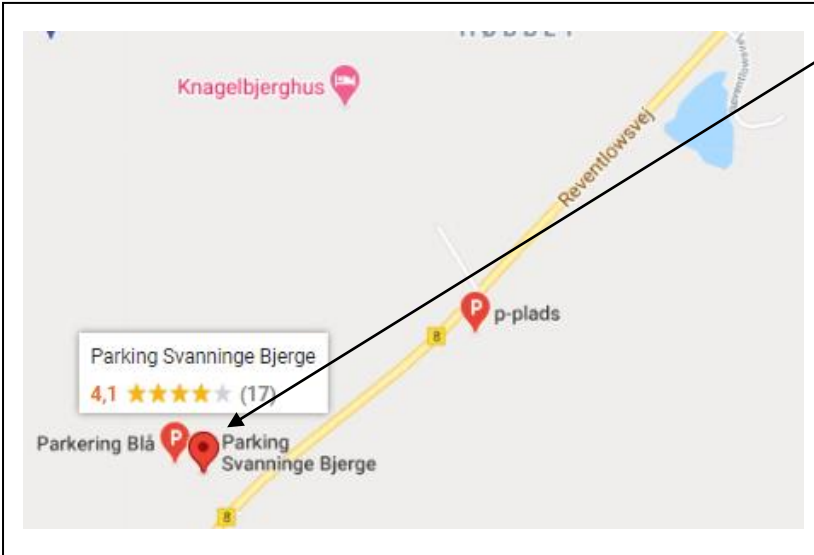 Knagelbjerghus
Reventlowsvej
p-plads
P
8
Parking Svanninge Bjerge
4,1 (17)
Parkering Blå
P
Parking
Svanninge Bjerge
8